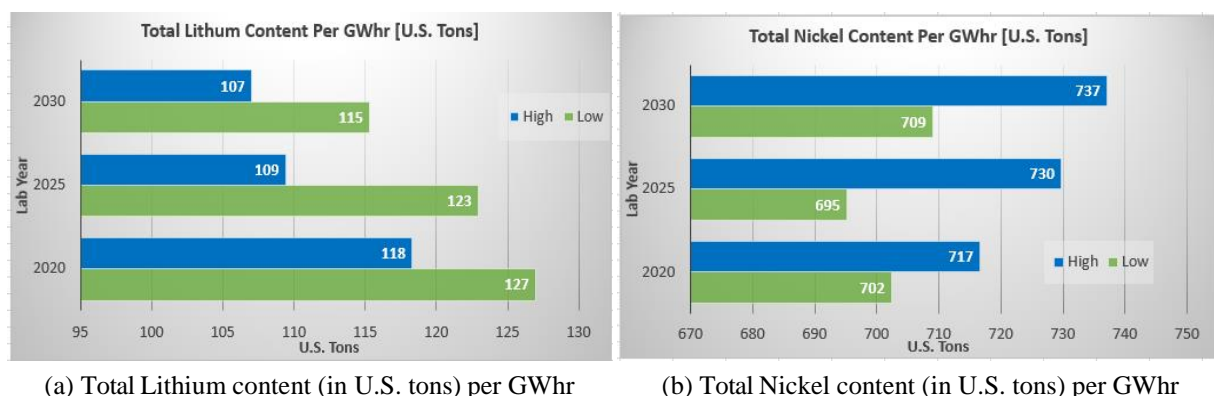 Total Lithum Content Per GWhr [U.S. Tons]
2030
107
115
High Low
2025
109
123
2020
118
127
Lab Year
95 100 105 110 115 120 125 130
U.S. Tons
(a) Total Lithium content (in U.S. tons) per GWhr
Total Nickel Content Per GWhr [U.S. Tons]
2030
737
709
2025
730
695
2020
717
702
High Low
Lab Year
670 680 690 700 710 720 730 740 750
U.S. Tons
(b) Total Nickel content (in U.S. tons) per GWhr